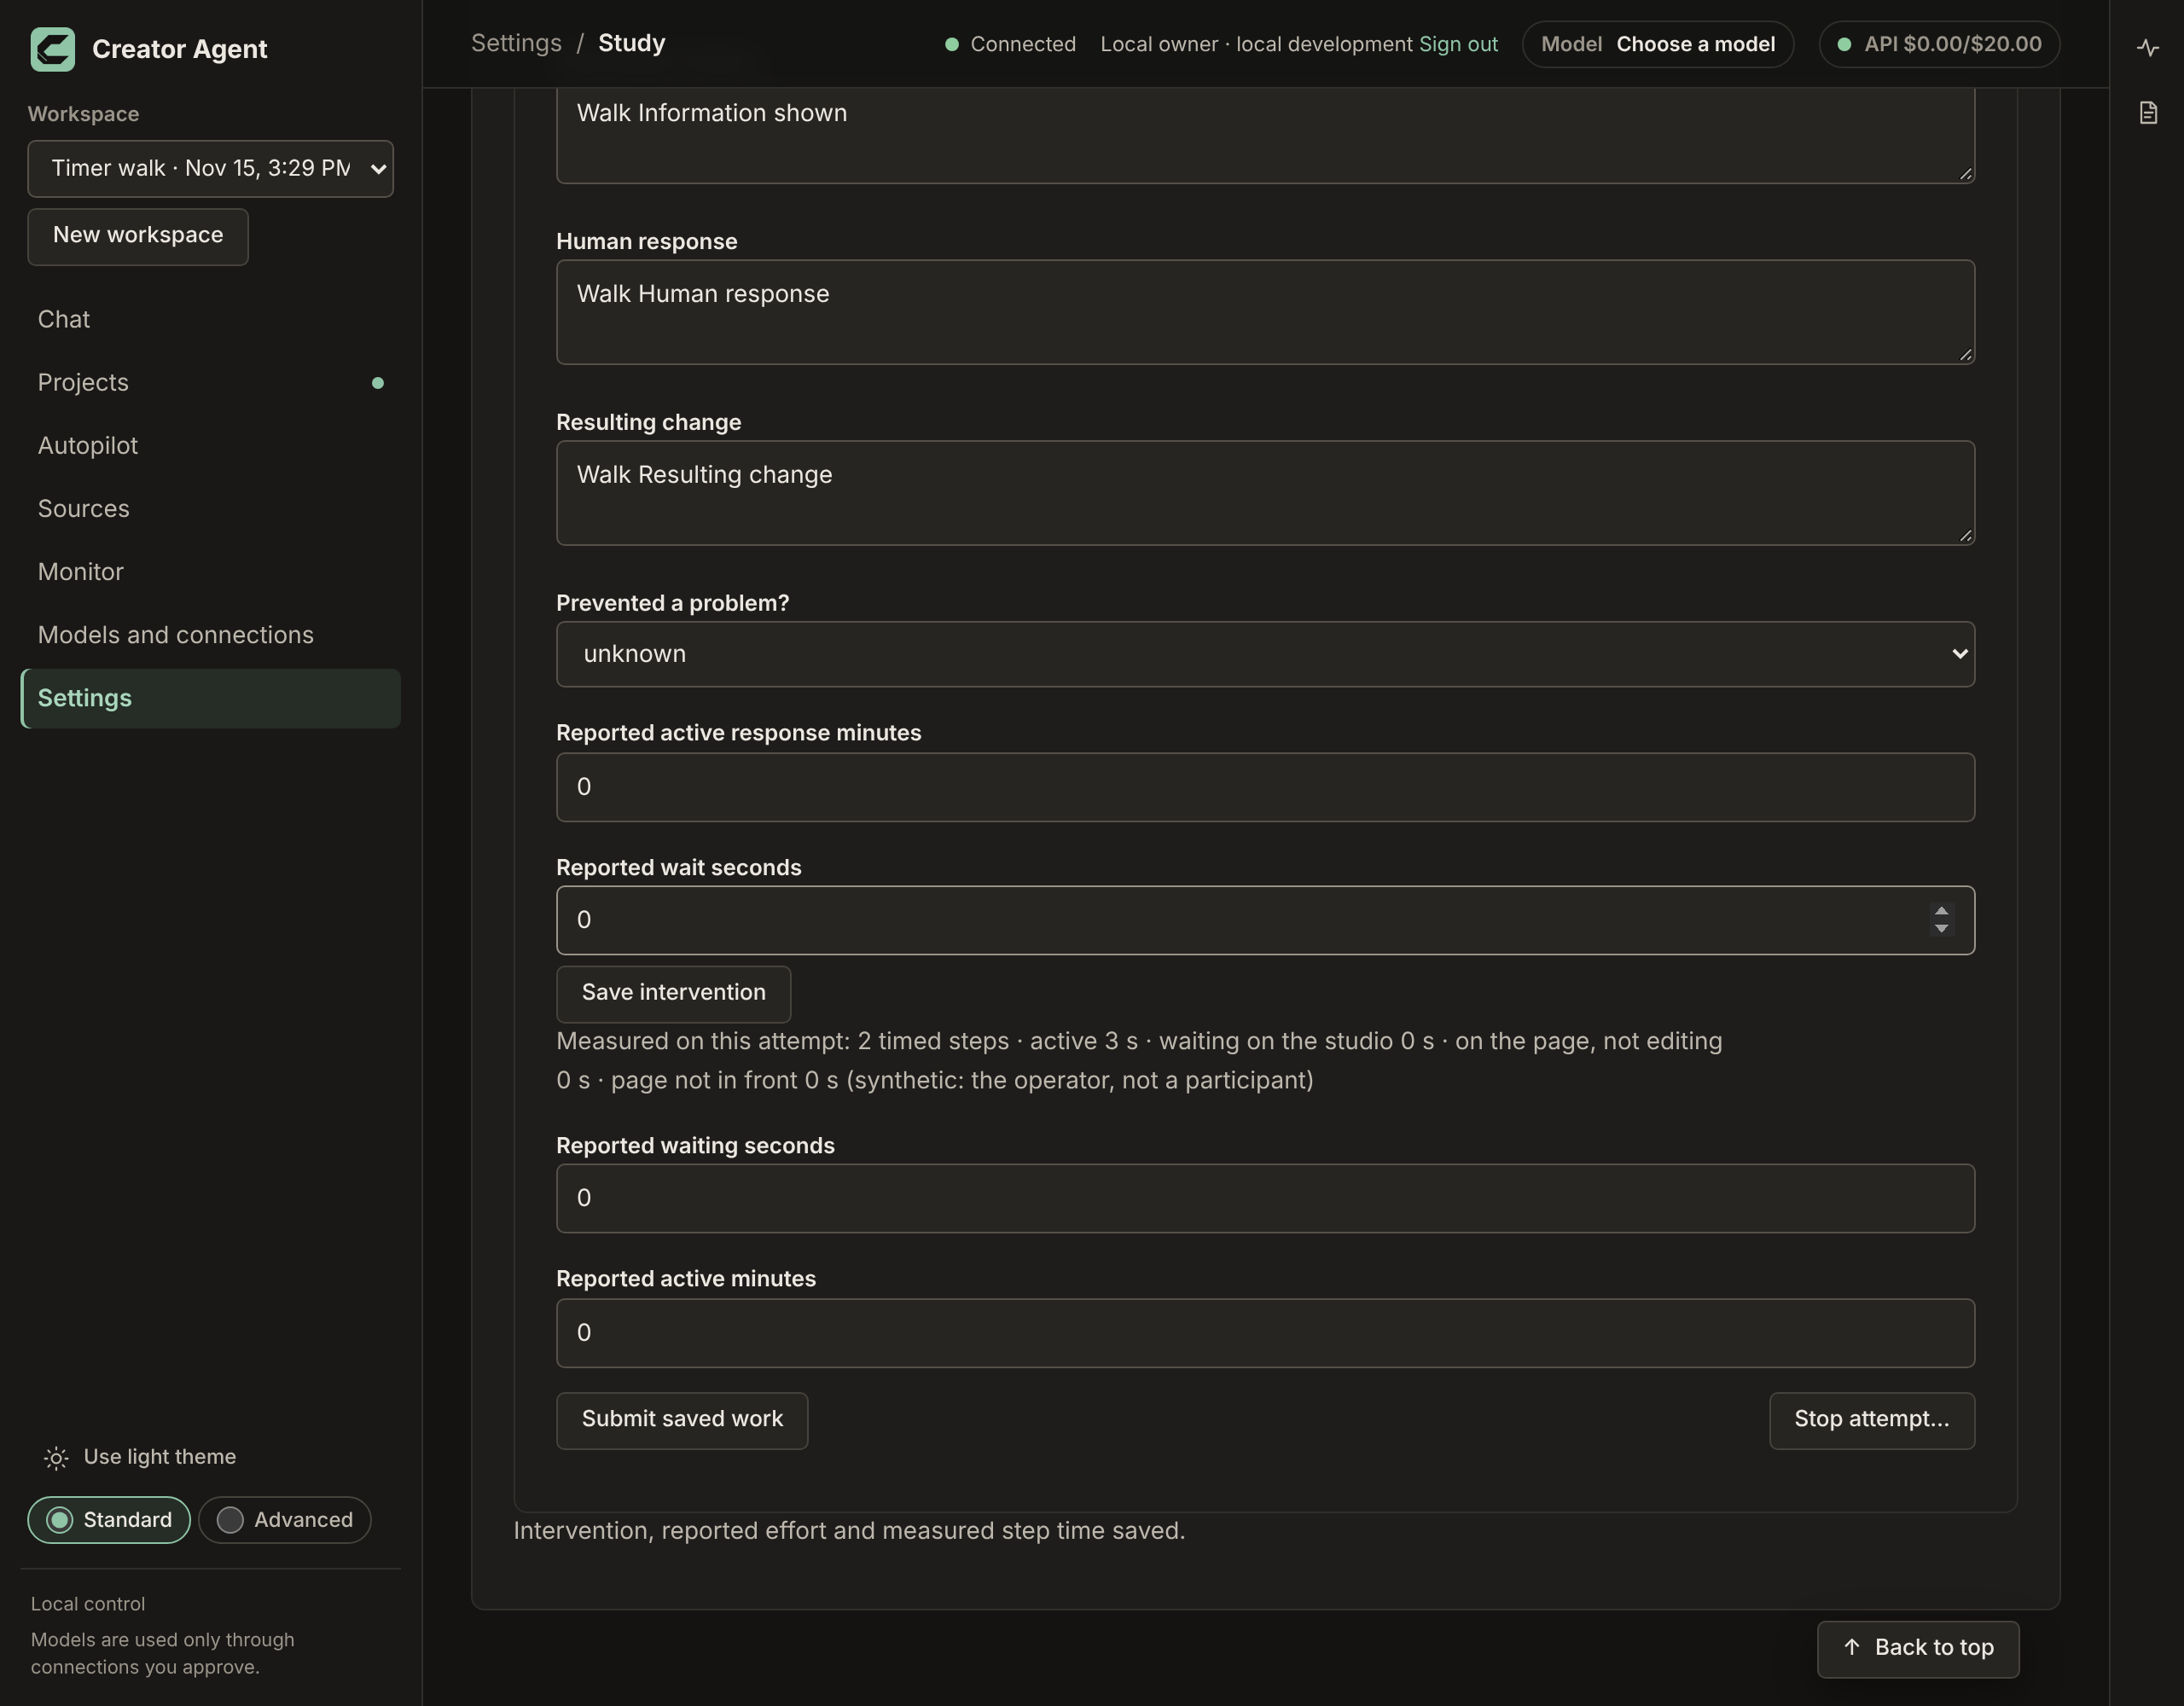 Creator Agent
Workspace
Timer walk · Nov 15, 3:29 PM
New workspace
Chat
Projects
Autopilot
Sources
Monitor
Models and connections
Settings
Use light theme
Standard
Advanced
Local control
Models are used only through
connections you approve.
Settings / Study
Connected
Local owner · local development Sign out
Model Choose a model
API $0.00/$20.00
Walk Information shown
Human response
Walk Human response
Resulting change
Walk Resulting change
Prevented a problem?
unknown
Reported active response minutes
0
Reported wait seconds
0
Save intervention
Measured on this attempt: 2 timed steps · active 3 s · waiting on the studio 0 s · on the page, not editing
0 s · page not in front 0 s (synthetic: the operator, not a participant)
Reported waiting seconds
0
Reported active minutes
0
Submit saved work
Stop attempt...
Intervention, reported effort and measured step time saved.
↑ Back to top